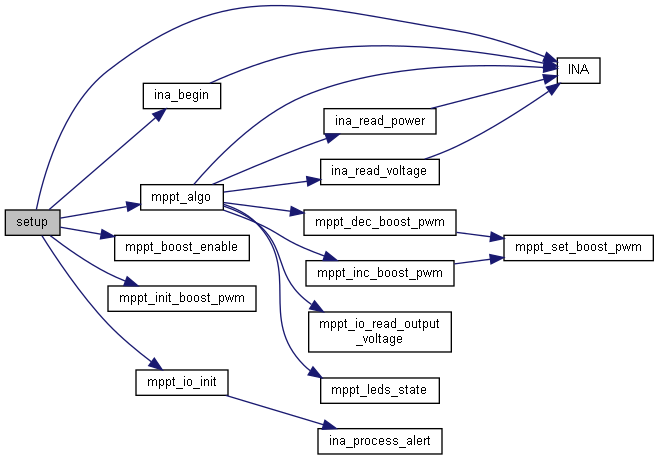 INA
ina_begin
ina_read_power
ina_read_voltage
mppt_algo
setup
mppt_dec_boost_pwm
mppt_boost_enable
mppt_set_boost_pwm
mppt_inc_boost_pwm
mppt_init_boost_pwm
mppt_io_read_output
_voltage
mppt_io_init
mppt_leds_state
ina_process_alert